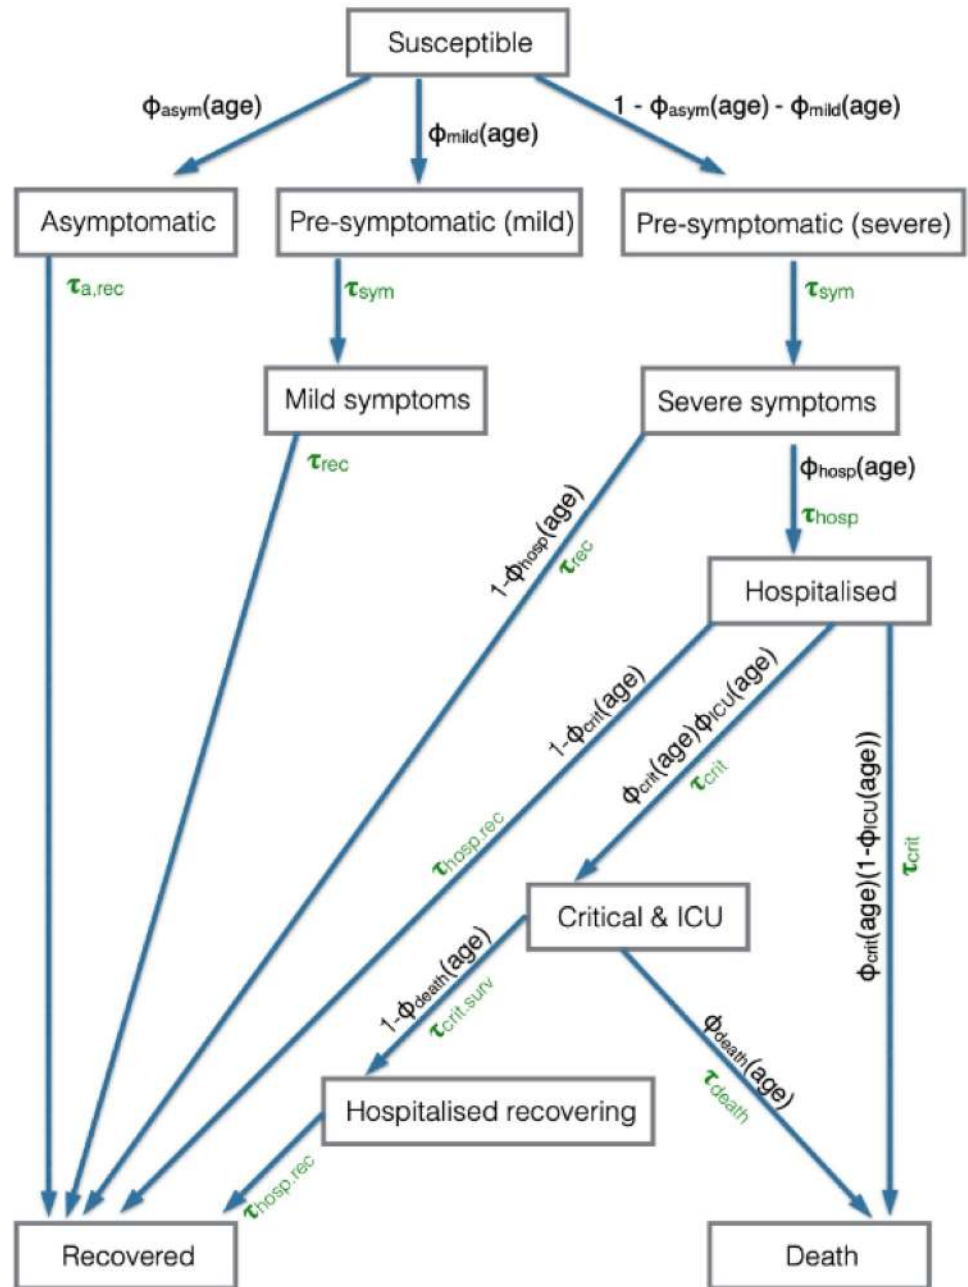 Susceptible
ϕasym(age)
ϕmild(age)
1 - ϕasym(age) - ϕmild(age)
Asymptomatic
Pre-symptomatic (mild)
Pre-symptomatic (severe)
τa,rec
τsym
τsym
Mild symptoms
Severe symptoms
τrec
ϕhosp(age)
τhosp
1-ϕhosp(age)
τrec
Hospitalised
1-ϕcrit(age)
τhosp.rec
ϕcrit(age)ϕICU(age)
τcrit
ϕcrit(age)(1-ϕICU(age))
τcrit
Critical & ICU
1-ϕdeath(age)
τcrit.surv
ϕdeath(age)
τdeath
Hospitalised recovering
τhosp.rec
Recovered
Death